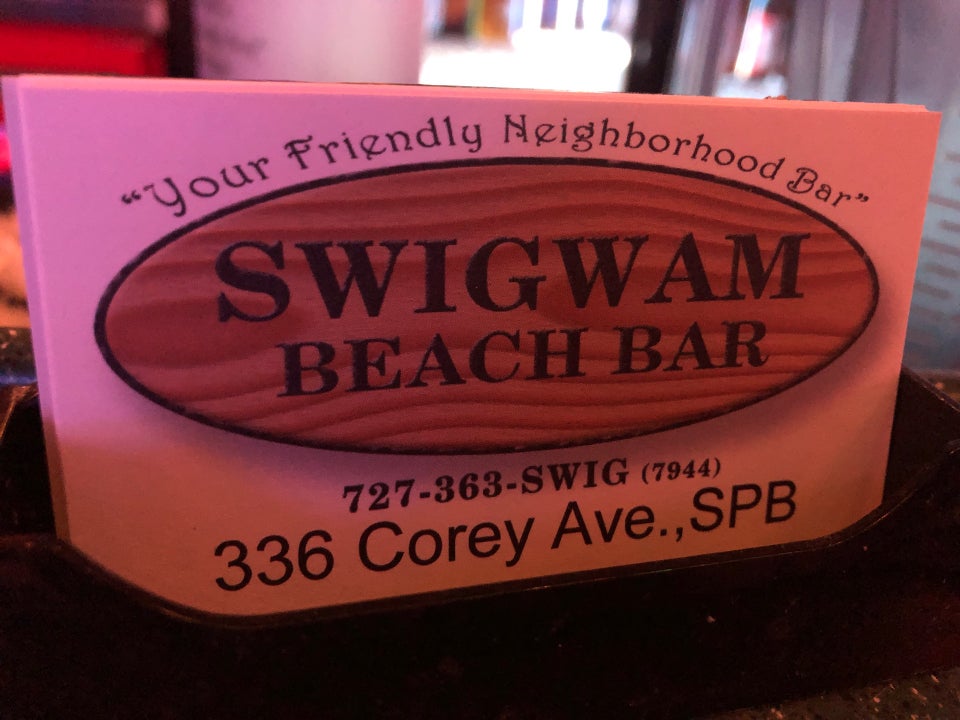 “Your Friendly Neighborhood Bar”
SWIGWAM
BEACH BAR
727-363-SWIG (7944)
336 Corey Ave.,SPB